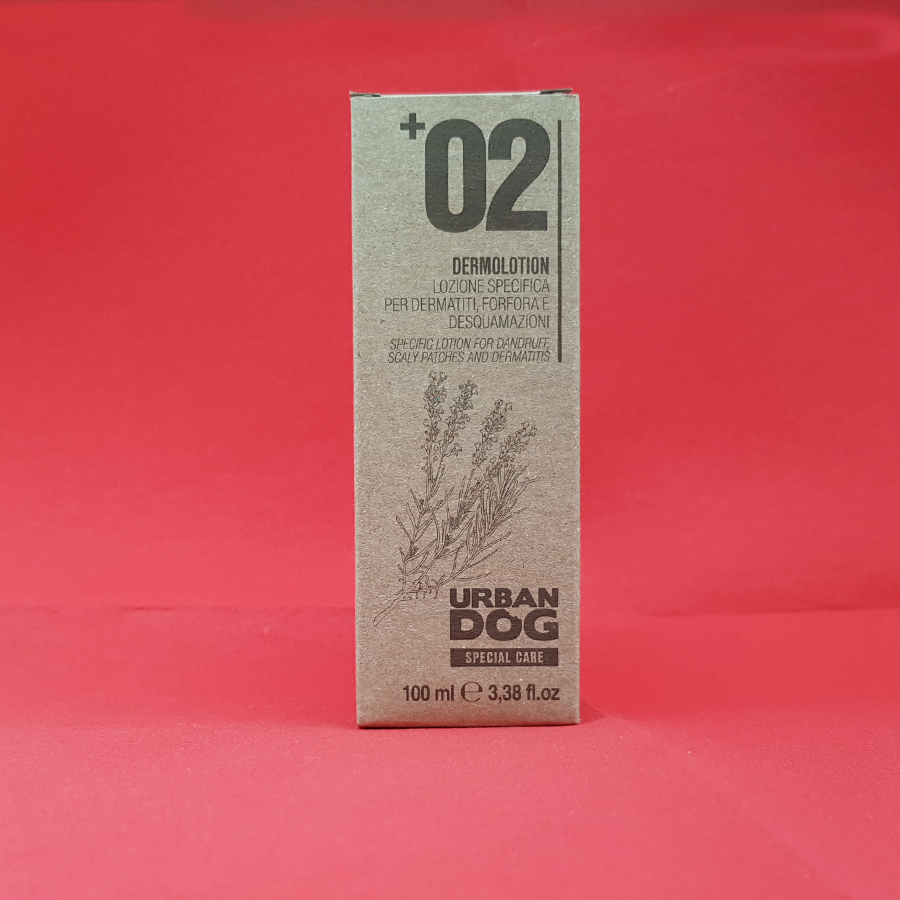 +02
DERMOLOTION
LOZIONE SPECIFICA
PER DERMATITI, FORFORA E
DESQUAMAZIONI
SPECIFIC LOTION FOR DANDRUFF,
SCALY PATCHES AND DERMATITIS
URBAN
DOG
SPECIAL CARE
100 ml ℮ 3,38 fl.oz